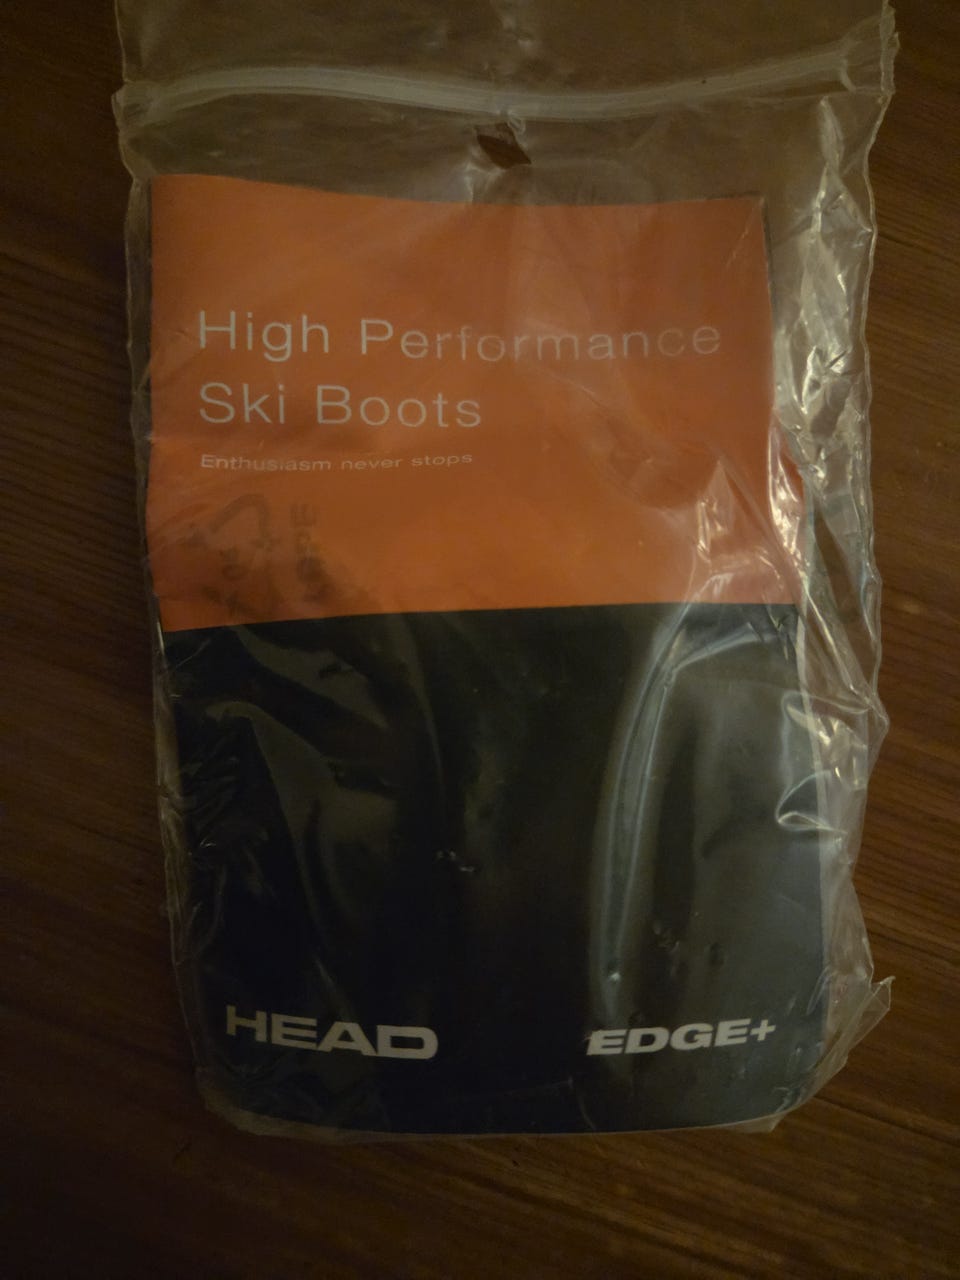 High Performance
Ski Boots
Enthusiasm never stops
HEAD
EDGE+